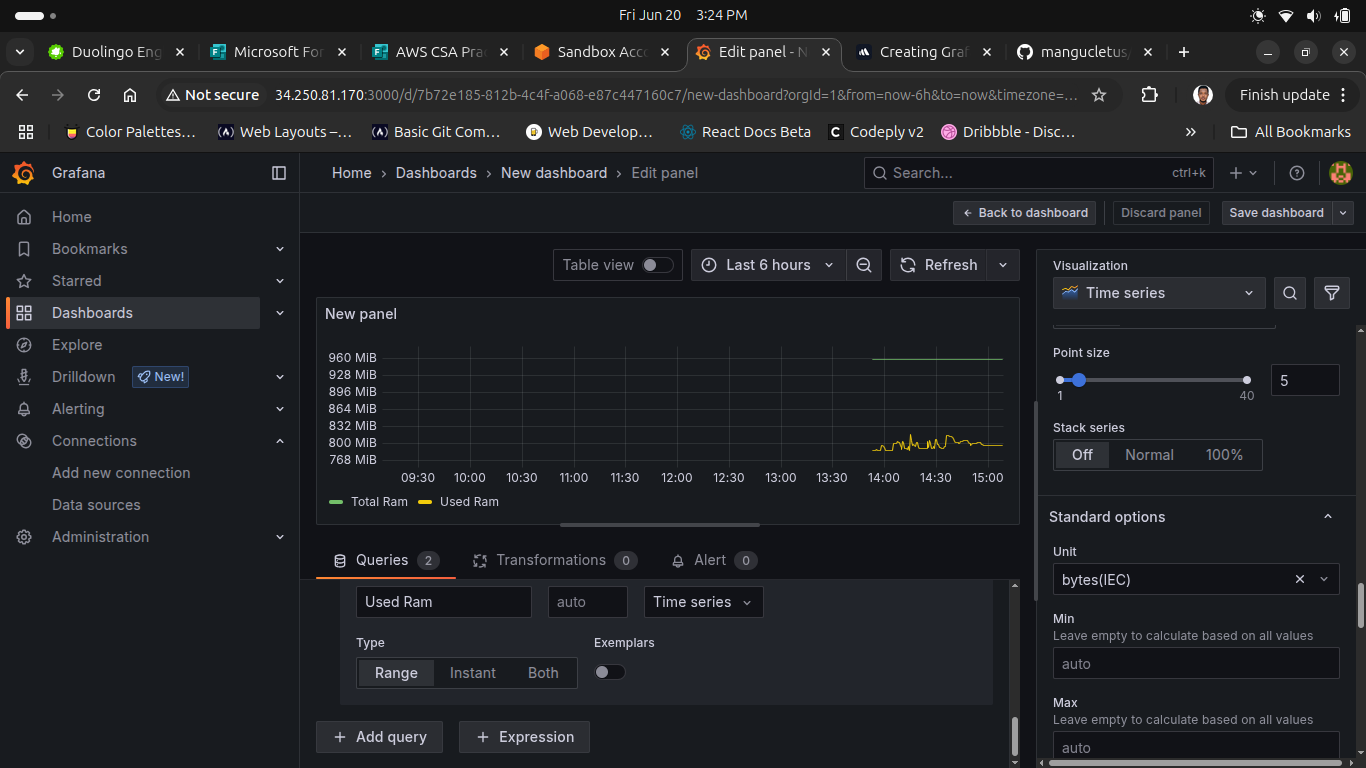 Fri Jun 20 3:24 PM
Duolingo Eng
Microsoft For
AWS CSA Prac
Sandbox Acco
Edit panel - N
Creating Graf
mangucletus/
Not secure 34.250.81.170:3000/d/7b72e185-812b-4c4f-a068-e87c447160c7/new-dashboard?orgId=1&from=now-6h&to=now&timezone=...
Finish update
Color Palettes...
Web Layouts –...
Basic Git Com...
Web Develop...
React Docs Beta
Codeply v2
Dribbble - Disc...
All Bookmarks
Grafana
Home › Dashboards › New dashboard › Edit panel
Search... ctrl+k
Back to dashboard
Discard panel
Save dashboard
Home
Bookmarks
Starred
Dashboards
Explore
Drilldown New!
Alerting
Connections
Add new connection
Data sources
Administration
Table view
Last 6 hours
Refresh
New panel
960 MiB
928 MiB
896 MiB
864 MiB
832 MiB
800 MiB
768 MiB
09:30 10:00 10:30 11:00 11:30 12:00 12:30 13:00 13:30 14:00 14:30 15:00
Total Ram Used Ram
Queries 2
Transformations 0
Alert 0
Used Ram auto Time series
Type Exemplars
Range Instant Both
+ Add query
+ Expression
Visualization
Time series
Point size
5
1 40
Stack series
Off Normal 100%
Standard options
Unit
bytes(IEC)
Min
Leave empty to calculate based on all values
auto
Max
Leave empty to calculate based on all values
auto